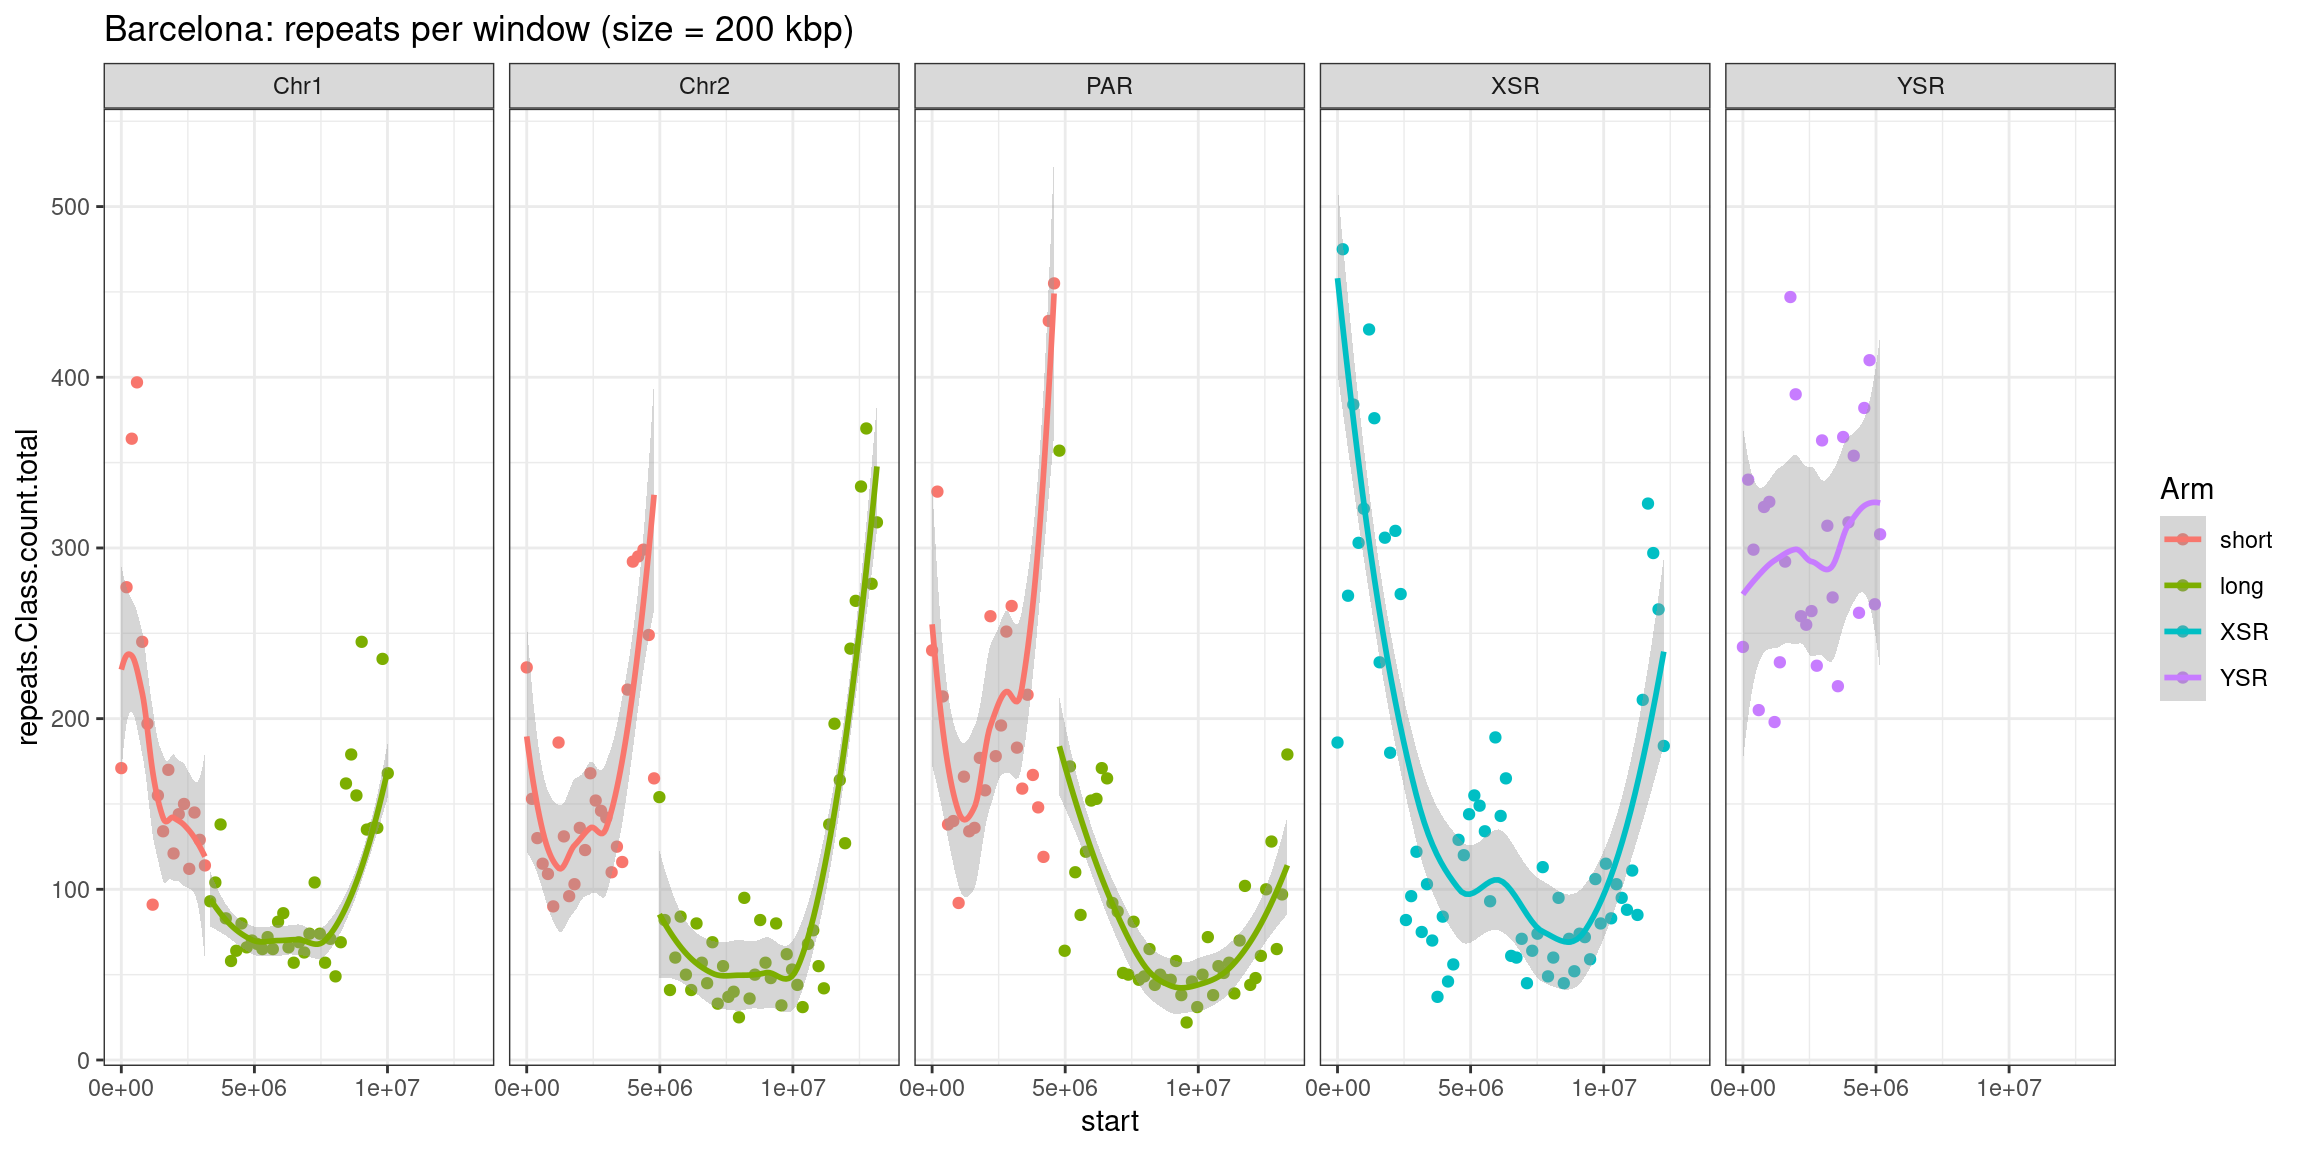 Barcelona: repeats per window (size = 200 kbp)
Chr1 Chr2 PAR XSR YSR
repeats.Class.count.total
500
400
300
200
100
0
0e+00 5e+06 1e+07 0e+00 5e+06 1e+07 0e+00 5e+06 1e+07 0e+00 5e+06 1e+07 0e+00 5e+06 1e+07
start
Arm
short
long
XSR
YSR